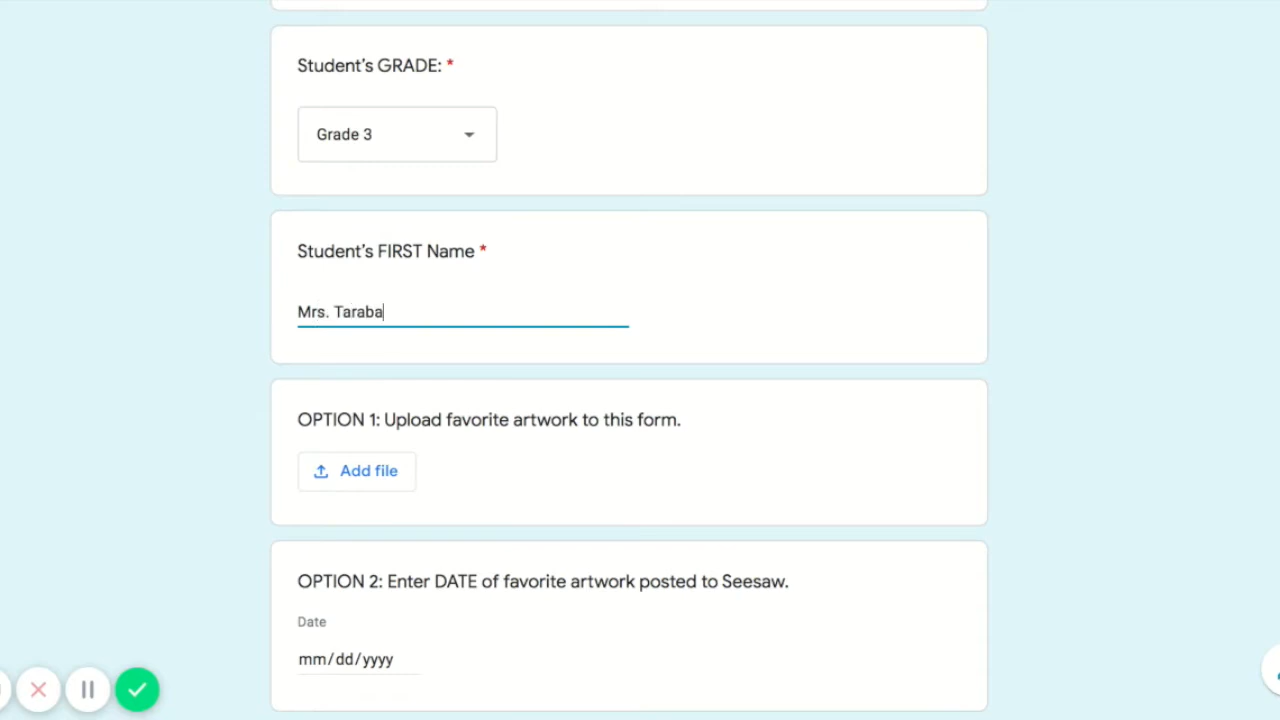 Student’s GRADE: *
Grade 3
Student’s FIRST Name *
Mrs. Taraba
OPTION 1: Upload favorite artwork to this form.
Add file
OPTION 2: Enter DATE of favorite artwork posted to Seesaw.
Date
mm/dd/yyyy